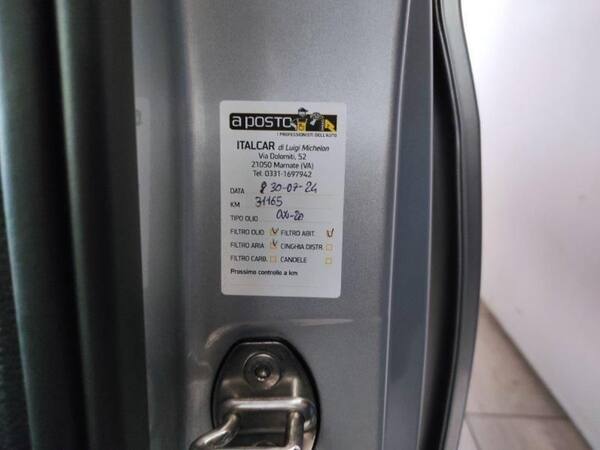 a posto
I PROFESSIONISTI DELL'AUTO
ITALCAR di Luigi Michelon
Via Dolomiti, 52
21050 Marnate (VA)
Tel. 0331-1697942
DATA 30-07-24
KM 31165
TIPO OLIO 0W-20
FILTRO OLIO FILTRO ABIT.
FILTRO ARIA CINGHIA DISTR.
FILTRO CARB. CANDELE
Prossimo controllo a km